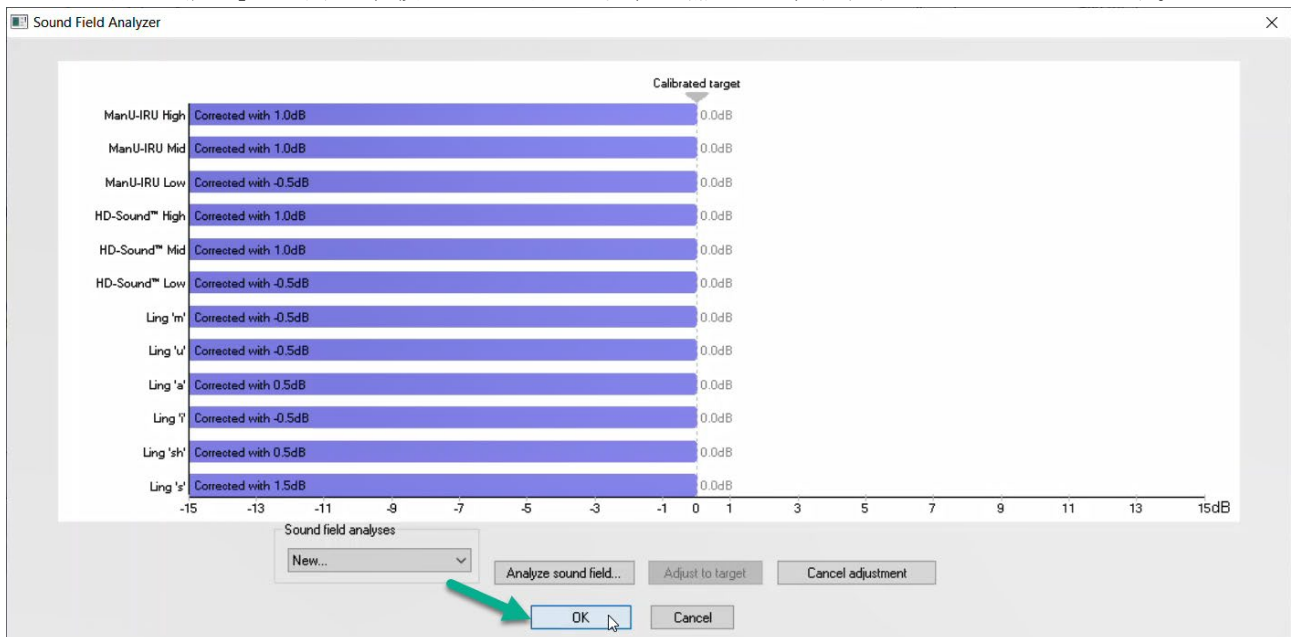 Sound Field Analyzer
Calibrated target
ManU-IRU High Corrected with 1.0dB 0.0dB
ManU-IRU Mid Corrected with 1.0dB 0.0dB
ManU-IRU Low Corrected with -0.5dB 0.0dB
HD-Sound™ High Corrected with 1.0dB 0.0dB
HD-Sound™ Mid Corrected with 1.0dB 0.0dB
HD-Sound™ Low Corrected with -0.5dB 0.0dB
Ling 'm' Corrected with -0.5dB 0.0dB
Ling 'u' Corrected with -0.5dB 0.0dB
Ling 'a' Corrected with 0.5dB 0.0dB
Ling 'i' Corrected with -0.5dB 0.0dB
Ling 'sh' Corrected with 0.5dB 0.0dB
Ling 's' Corrected with 1.5dB 0.0dB
-15 -13 -11 -9 -7 -5 -3 -1 0 1 3 5 7 9 11 13 15dB
Sound field analyses
New...
Analyze sound field... Adjust to target Cancel adjustment
OK Cancel